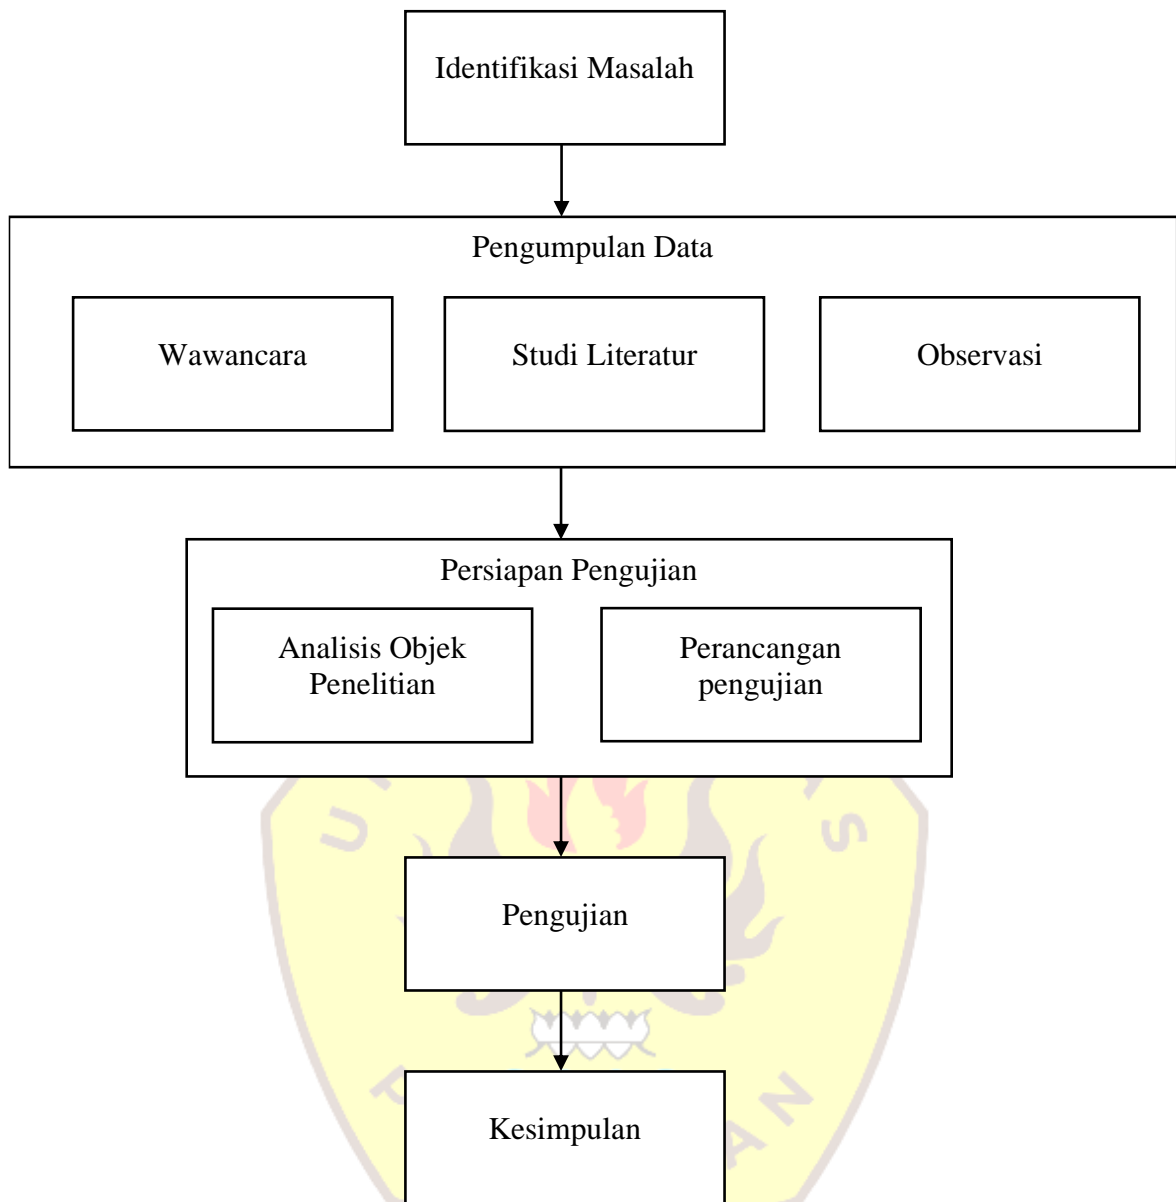 Identifikasi Masalah
Pengumpulan Data
Wawancara
Studi Literatur
Observasi
Persiapan Pengujian
Analisis Objek
Penelitian
Perancangan
pengujian
Pengujian
Kesimpulan